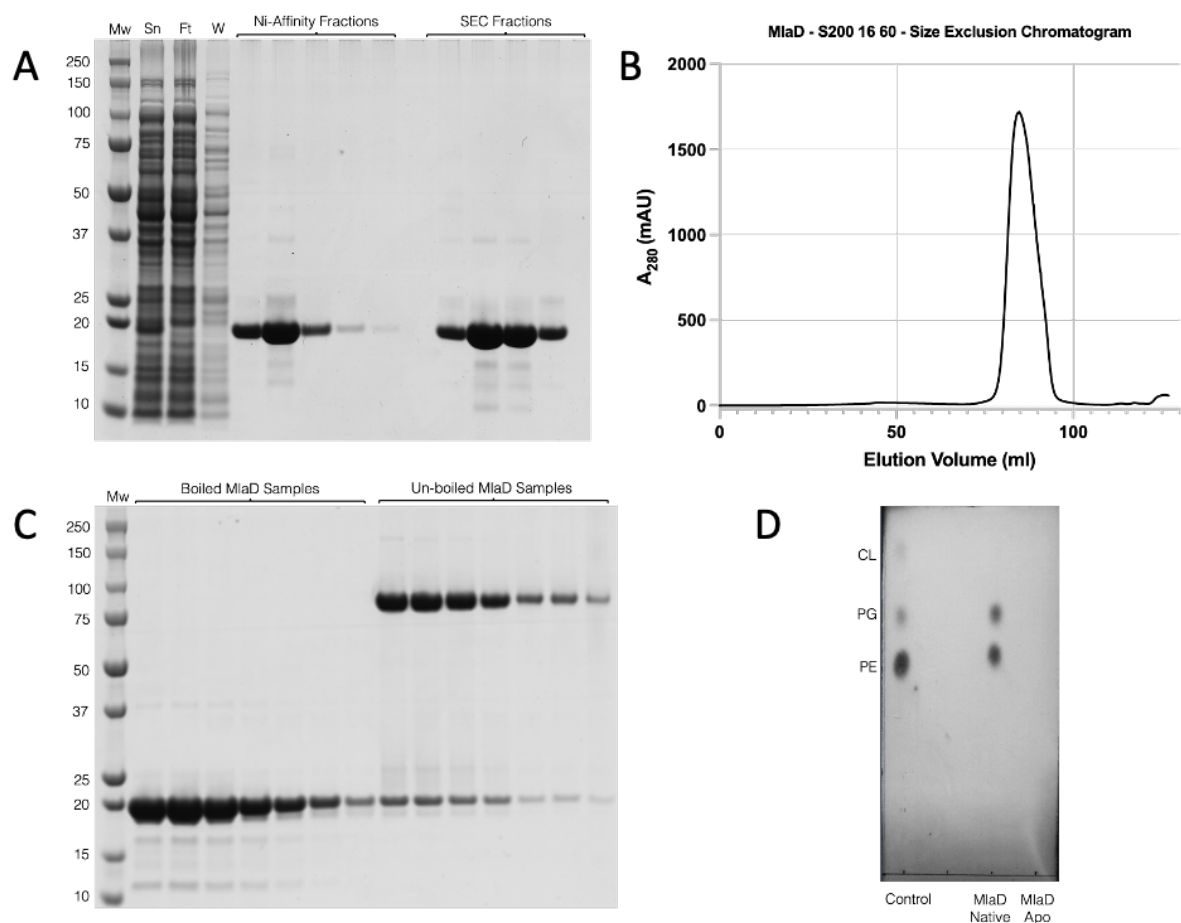 A
Mw Sn Ft W Ni-Affinity Fractions SEC Fractions
250
150
100
75
50
37
25
20
15
10
B
MlaD - S200 16 60 - Size Exclusion Chromatogram
A280 (mAU)
2000
1500
1000
500
0
0 50 100
Elution Volume (ml)
C
Mw Boiled MlaD Samples Un-boiled MlaD Samples
250
150
100
75
50
37
25
20
15
10
D
CL
PG
PE
Control MlaD Native MlaD Apo